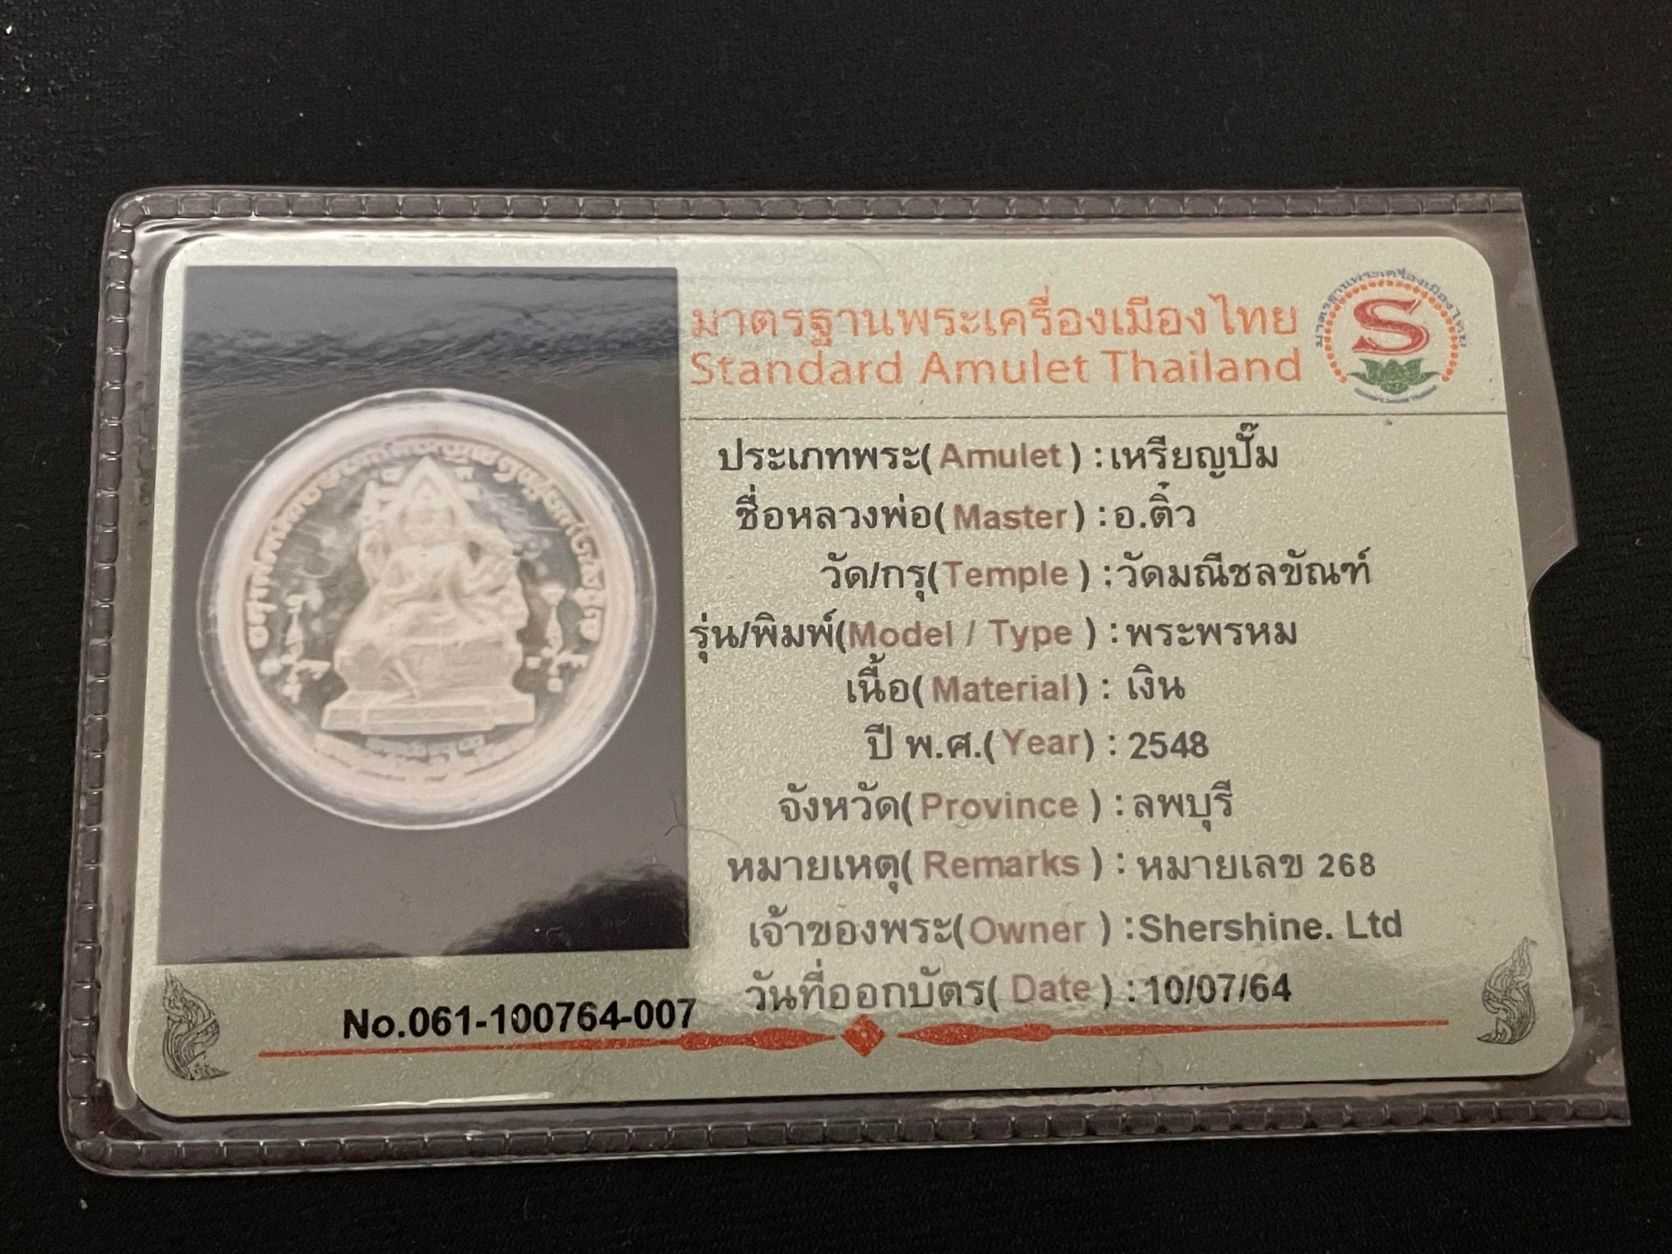 มาตรฐานพระเครื่องเมืองไทย
Standard Amulet Thailand
S
ประเภทพระ( Amulet ) : เหรียญปั๊ม
ชื่อหลวงพ่อ( Master ) : อ.ติ๋ว
วัด/กรุ( Temple ) : วัดมณีชลขัณฑ์
รุ่น/พิมพ์( Model / Type ) : พระพรหม
เนื้อ( Material ) : เงิน
ปี พ.ศ.( Year) : 2548
จังหวัด( Province ) : ลพบุรี
หมายเหตุ( Remarks ) : หมายเลข 268
เจ้าของพระ( Owner ) : Shershine. Ltd
วันที่ออกบัตร( Date ) : 10/07/64
No.061-100764-007